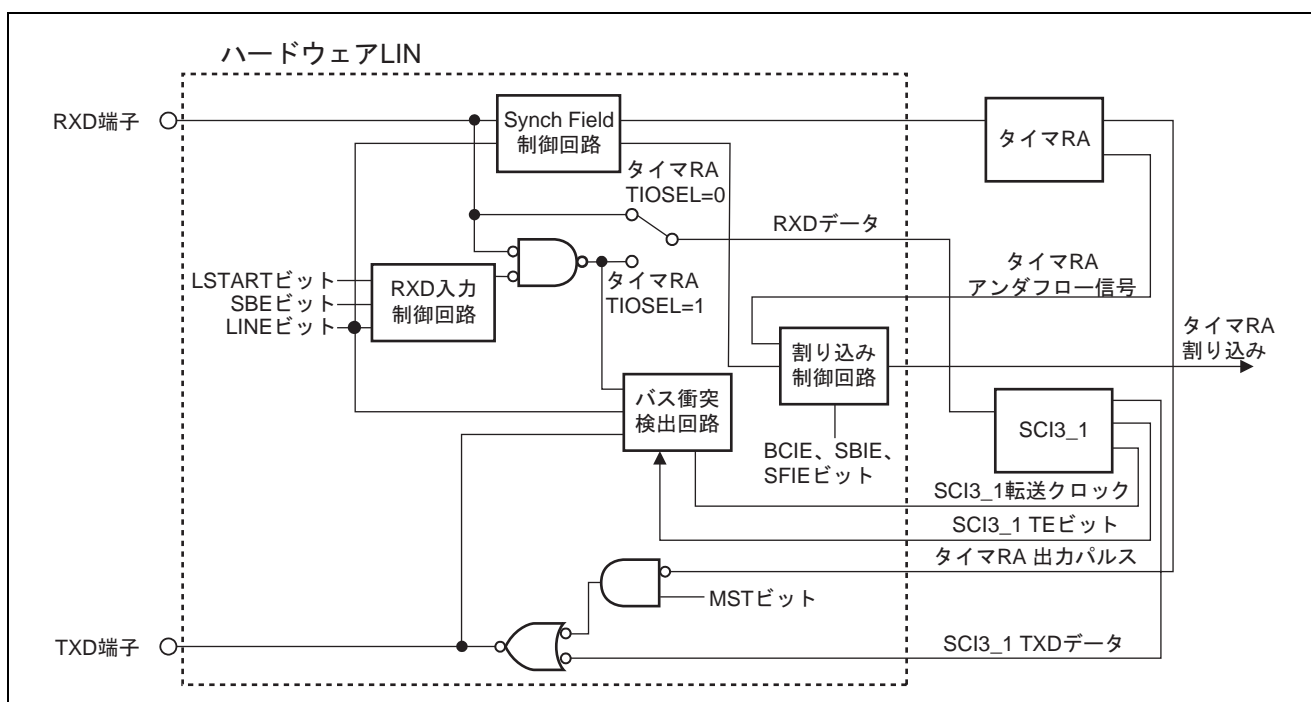 ハードウェアLIN
RXD端子
Synch Field
制御回路
タイマRA
タイマRA
TIOSEL=0
RXDデータ
LSTARTビット
SBEビット
LINEビット
RXD入力
制御回路
タイマRA
TIOSEL=1
タイマRA
アンダフロー信号
割り込み
制御回路
タイマRA
割り込み
バス衝突
検出回路
BCIE、SBIE、
SFIEビット
SCI3_1
SCI3_1転送クロック
SCI3_1 TEビット
タイマRA 出力パルス
MSTビット
TXD端子
SCI3_1 TXDデータ